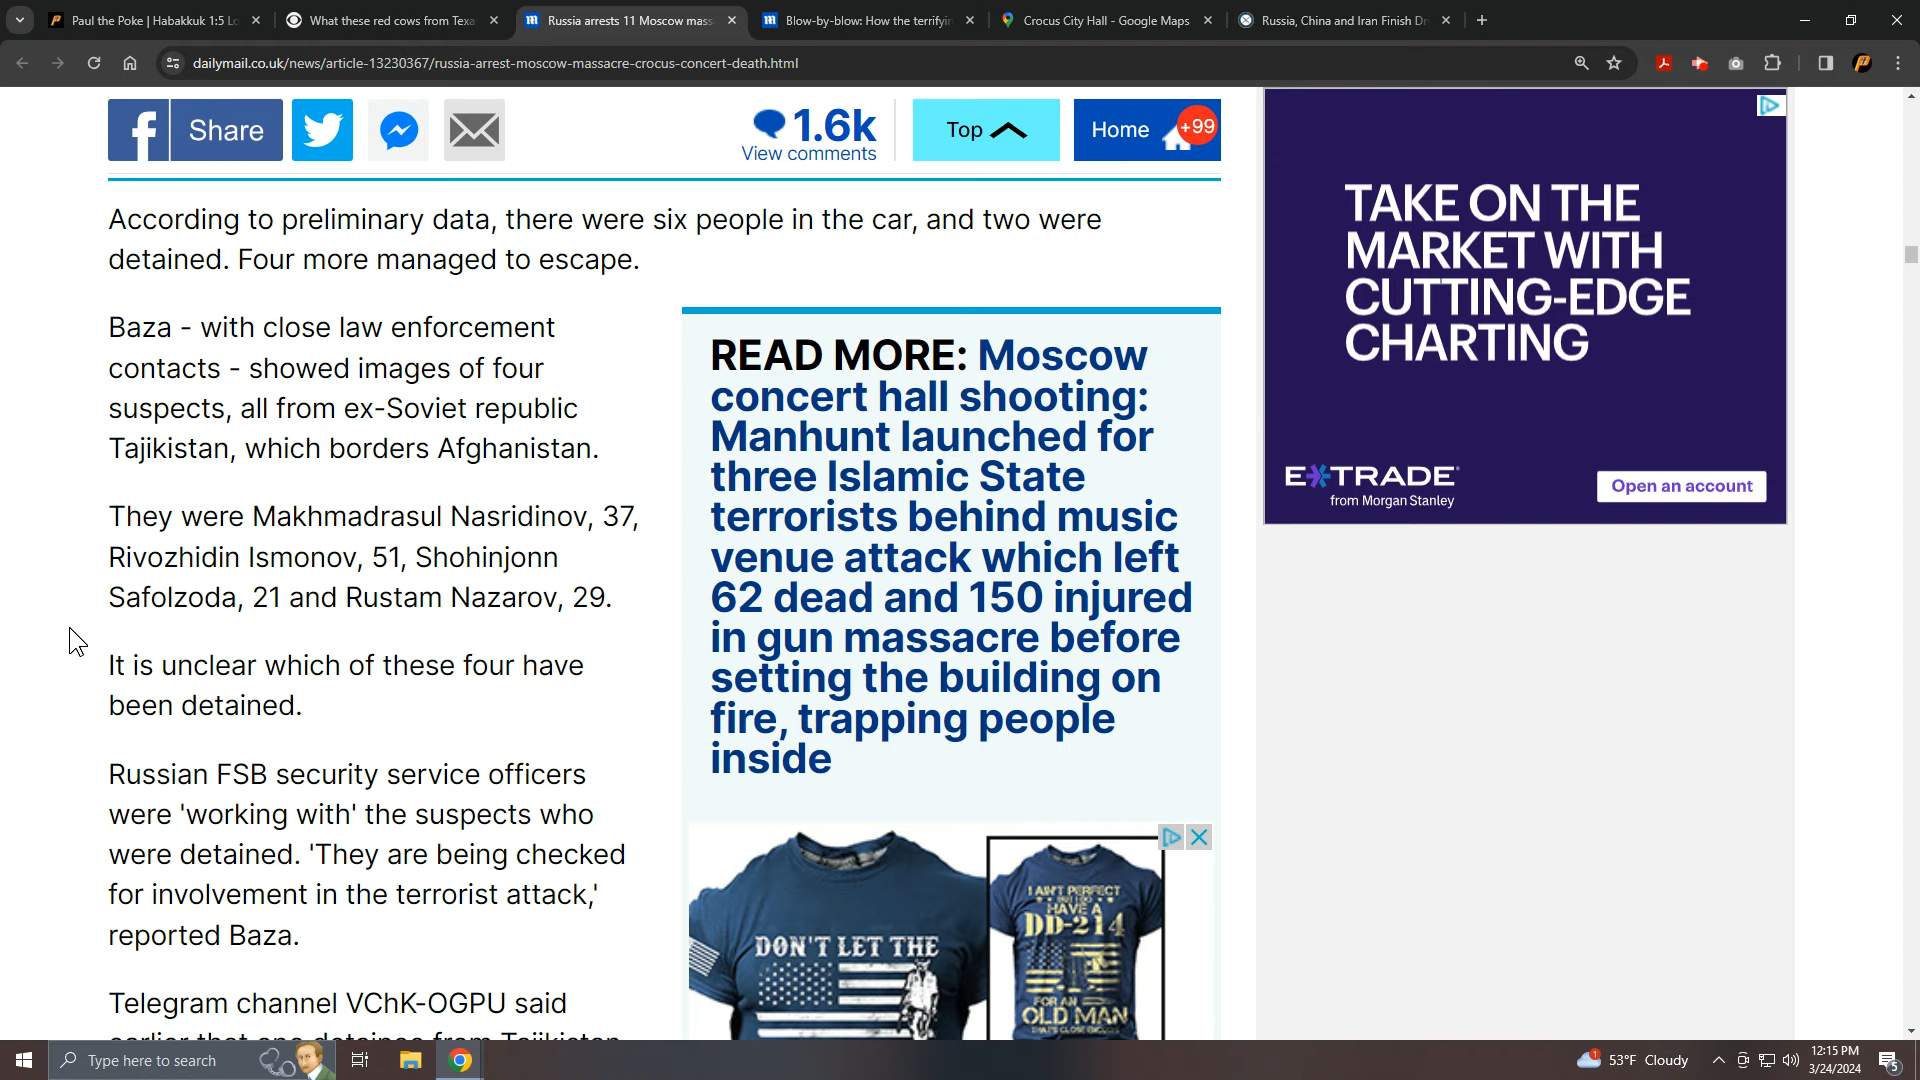 Paul the Poke | Habakkuk 1:5 Lo
What these red cows from Texa
Russia arrests 11 Moscow mass
Blow-by-blow: How the terrifyin
Crocus City Hall - Google Maps
Russia, China and Iran Finish Dr
dailymail.co.uk/news/article-13230367/russia-arrest-moscow-massacre-crocus-concert-death.html
Share
1.6k
View comments
Top
Home
+99
According to preliminary data, there were six people in the car, and two were
detained. Four more managed to escape.
Baza - with close law enforcement
contacts - showed images of four
suspects, all from ex-Soviet republic
Tajikistan, which borders Afghanistan.
They were Makhmadrasul Nasridinov, 37,
Rivozhidin Ismonov, 51, Shohinjonn
Safolzoda, 21 and Rustam Nazarov, 29.
It is unclear which of these four have
been detained.
Russian FSB security service officers
were 'working with' the suspects who
were detained. 'They are being checked
for involvement in the terrorist attack,'
reported Baza.
Telegram channel VChK-OGPU said
earlier that one detainee from Tajikistan
READ MORE: Moscow
concert hall shooting:
Manhunt launched for
three Islamic State
terrorists behind music
venue attack which left
62 dead and 150 injured
in gun massacre before
setting the building on
fire, trapping people
inside
DON'T LET THE
I AIN'T PERFECT
BUT I DO
HAVE A
DD-214
FOR AN
OLD MAN
TAKE ON THE
MARKET WITH
CUTTING-EDGE
CHARTING
E*TRADE
from Morgan Stanley
Open an account
Type here to search
1
53°F Cloudy
12:15 PM
3/24/2024
5